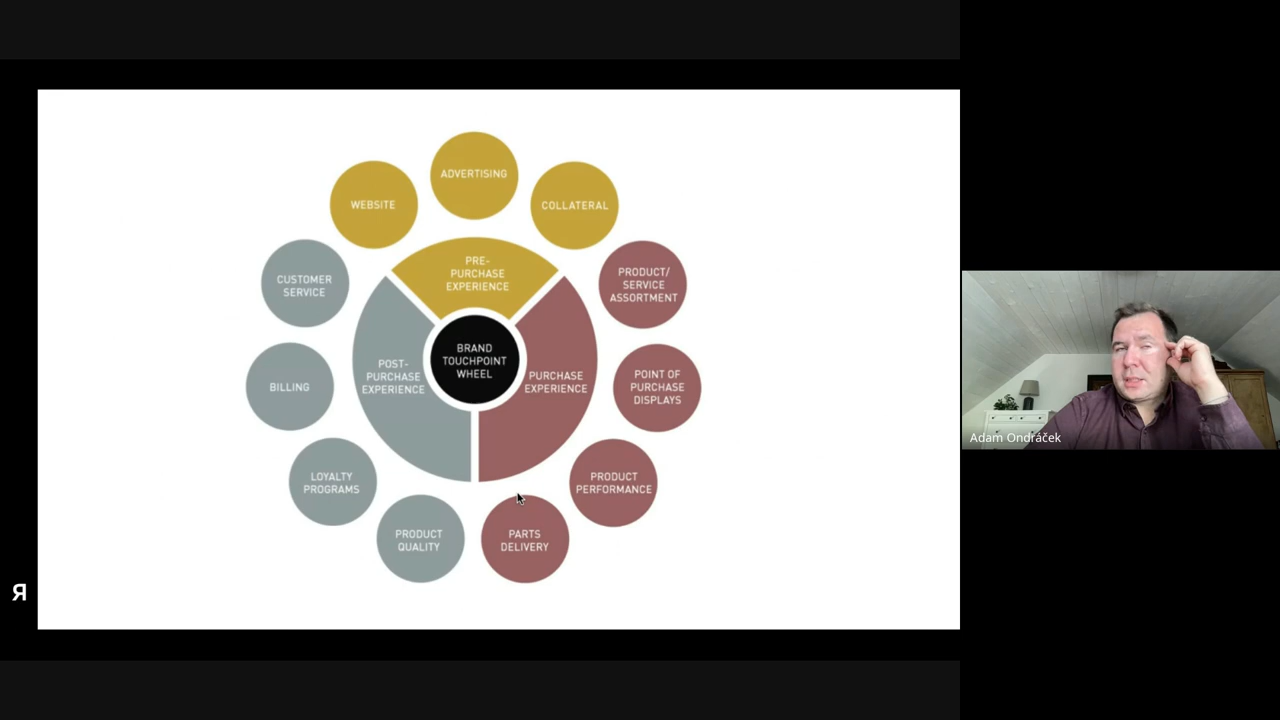 ADVERTISING
WEBSITE
COLLATERAL
CUSTOMER
SERVICE
PRE-
PURCHASE
EXPERIENCE
PRODUCT/
SERVICE
ASSORTMENT
BRAND
TOUCHPOINT
WHEEL
BILLING
POST-
PURCHASE
EXPERIENCE
PURCHASE
EXPERIENCE
POINT OF
PURCHASE
DISPLAYS
LOYALTY
PROGRAMS
PRODUCT
PERFORMANCE
PRODUCT
QUALITY
PARTS
DELIVERY
Я
Adam Ondráček